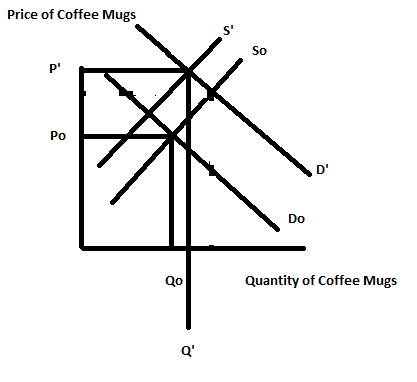 Price of Coffee Mugs
S'
So
P'
Po
D'
Do
Qo
Quantity of Coffee Mugs
Q'